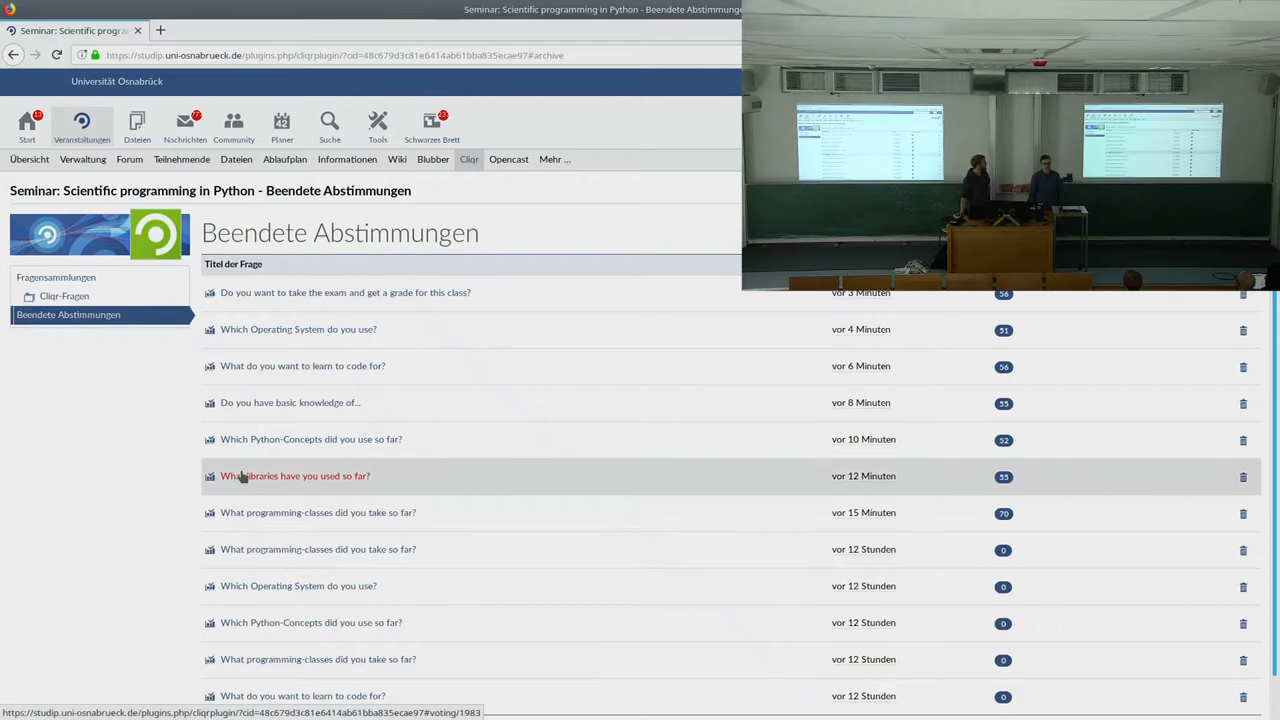 Seminar: Scientific programming in Python - Beendete Abstimmunge
Seminar: Scientific progra
https://studip.uni-osnabrueck.de/plugins.php/cliqrplugin/?cid=48c679d3c81e6414ab61bba835ecae97#archive
Universität Osnabrück
13 77 23
Start Veranstaltungen Dateien Nachrichten Community Planer Suche Tools Schwarzes Brett
Übersicht Verwaltung Forum Teilnehmende Dateien Ablaufplan Informationen Wiki Blubber Cliqr Opencast Mehr ...
Seminar: Scientific programming in Python - Beendete Abstimmungen
Beendete Abstimmungen
Fragensammlungen
Cliqr-Fragen
Beendete Abstimmungen
Titel der Frage
Do you want to take the exam and get a grade for this class? vor 3 Minuten 56
Which Operating System do you use? vor 4 Minuten 51
What do you want to learn to code for? vor 6 Minuten 56
Do you have basic knowledge of... vor 8 Minuten 55
Which Python-Concepts did you use so far? vor 10 Minuten 52
What libraries have you used so far? vor 12 Minuten 55
What programming-classes did you take so far? vor 15 Minuten 70
What programming-classes did you take so far? vor 12 Stunden 0
Which Operating System do you use? vor 12 Stunden 0
Which Python-Concepts did you use so far? vor 12 Stunden 0
What programming-classes did you take so far? vor 12 Stunden 0
What do you want to learn to code for? vor 12 Stunden 0
https://studip.uni-osnabrueck.de/plugins.php/cliqrplugin/?cid=48c679d3c81e6414ab61bba835ecae97#voting/1983